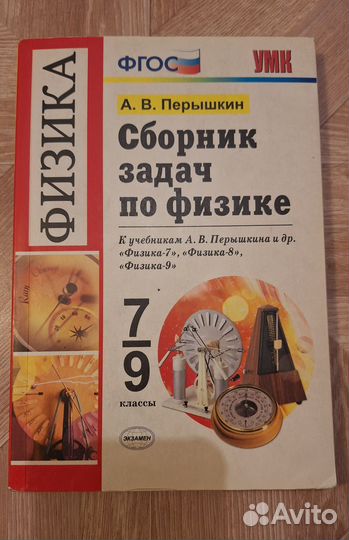 ФГОС
УМК
А. В. Перышкин
Сборник
задач
по физике
К учебникам А. В. Перышкина и др.
«Физика-7», «Физика-8»,
«Физика-9»
ФИЗИКА
7
9
классы
ЭКЗАМЕН
Avito